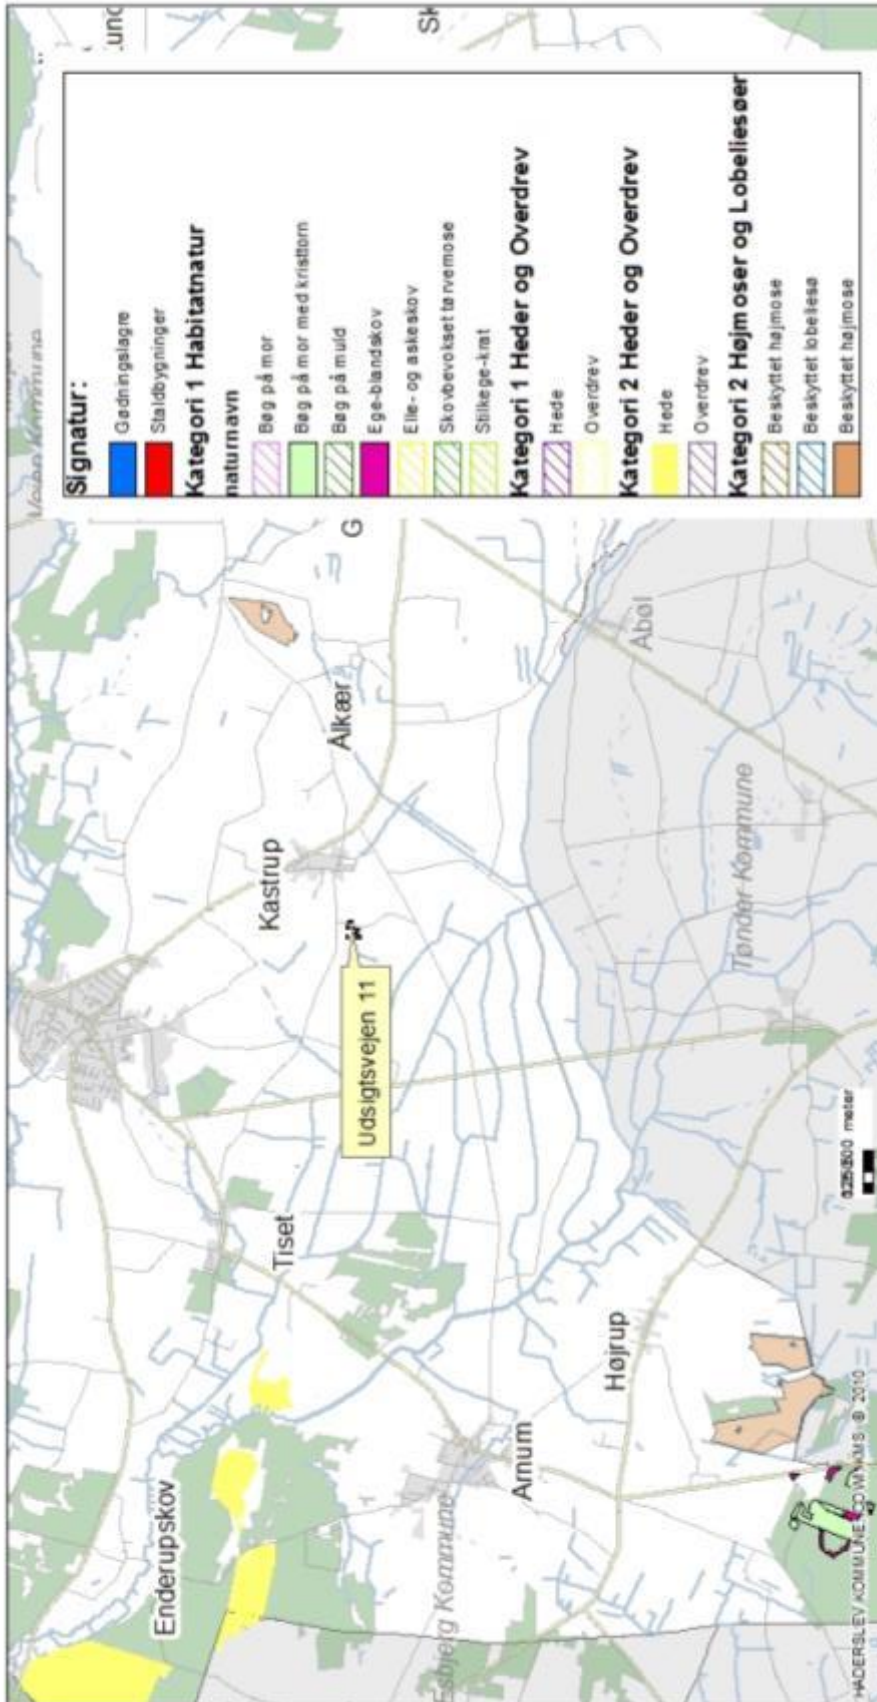 Signatur:
Gødningslagre
Staldbygninger
Kategori 1 Habitatnatur
naturnavn
Bøg på mor
Bøg på mor med kristtorn
Bøg på muld
Ege-blandskov
Elle- og askeskov
Skovbevokset tørvemose
Stilkege-krat
Kategori 1 Heder og Overdrev
Hede
Overdrev
Kategori 2 Heder og Overdrev
Hede
Overdrev
Kategori 2 Højmoser og Lobeliesøer
Beskyttet højmose
Beskyttet lobeliesø
Beskyttet højmose
Enderupskov
Tiset
Kastrup
Alkær
G
Udsigtsvejen 11
Esbjerg Kommune
Arnum
Højrup
Abøl
Tønder Kommune
meter
HADERSLEV KOMMUNE
© 2010